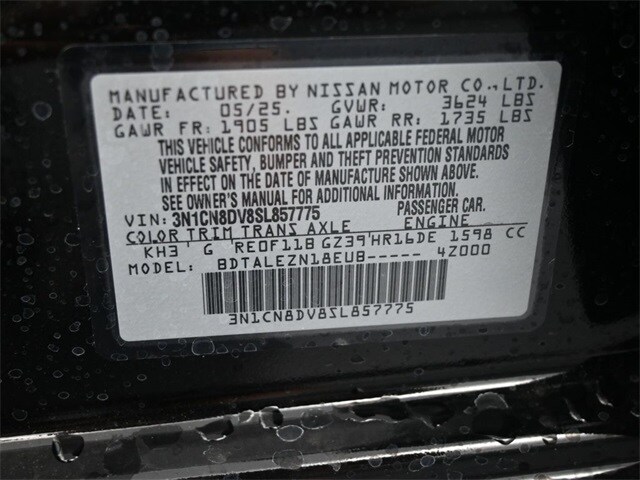 MANUFACTURED BY NISSAN MOTOR CO.,LTD.
DATE: 05/25. GVWR: 3624 LBS
GAWR FR: 1905 LBS GAWR RR: 1735 LBS
THIS VEHICLE CONFORMS TO ALL APPLICABLE FEDERAL MOTOR
VEHICLE SAFETY, BUMPER AND THEFT PREVENTION STANDARDS
IN EFFECT ON THE DATE OF MANUFACTURE SHOWN ABOVE.
SEE OWNER'S MANUAL FOR ADDITIONAL INFORMATION.
VIN: 3N1CN8DV8SL857775 PASSENGER CAR.
COLOR TRIM TRANS AXLE ENGINE
KH3 G RE0F11B GZ39 HR16DE 1598 CC
MODEL: BDTALEZN18EUB----- 4Z000
3N1CN8DV8SL857775